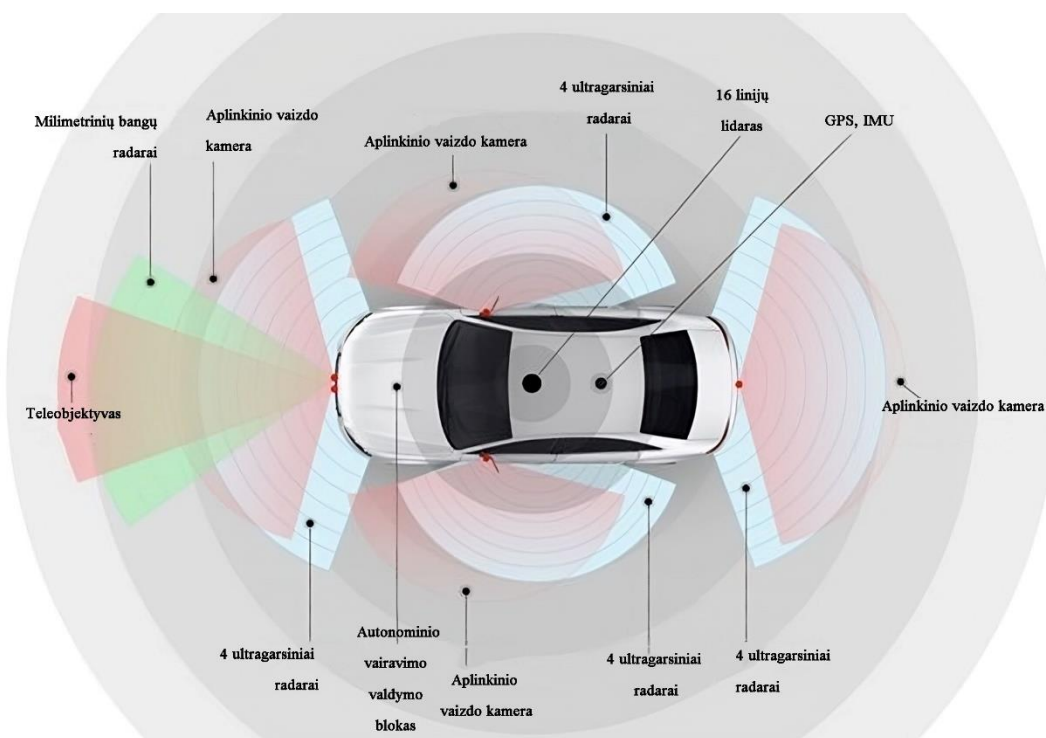 4 ultragarsiniai
radarai
16 linijų
lidaras
GPS, IMU
Milimetrinių bangų
radarai
Aplinkinio vaizdo
kamera
Aplinkinio vaizdo kamera
Teleobjektyvas
Aplinkinio vaizdo kamera
4 ultragarsiniai
radarai
Autonominio
vairavimo
valdymo
blokas
Aplinkinio
vaizdo kamera
4 ultragarsiniai
radarai
4 ultragarsiniai
radarai